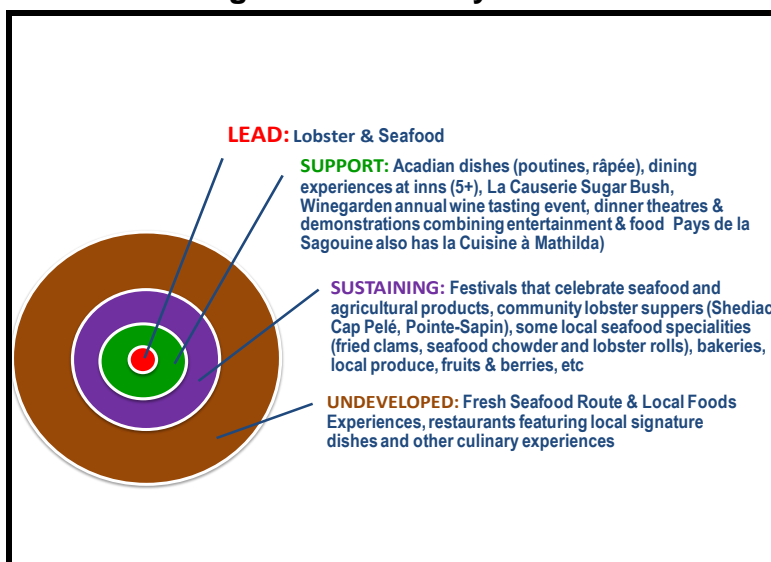 LEAD: Lobster & Seafood
SUPPORT: Acadian dishes (poutines, râpée), dining
experiences at inns (5+), La Causerie Sugar Bush,
Winegarden annual wine tasting event, dinner theatres &
demonstrations combining entertainment & food  Pays de la
Sagouine also has la Cuisine à Mathilda)
SUSTAINING: Festivals that celebrate seafood and
agricultural products, community lobster suppers (Shediac
Cap Pelé, Pointe-Sapin), some local seafood specialities
(fried clams, seafood chowder and lobster rolls), bakeries,
local produce, fruits & berries, etc
UNDEVELOPED: Fresh Seafood Route & Local Foods
Experiences, restaurants featuring local signature
dishes and other culinary experiences